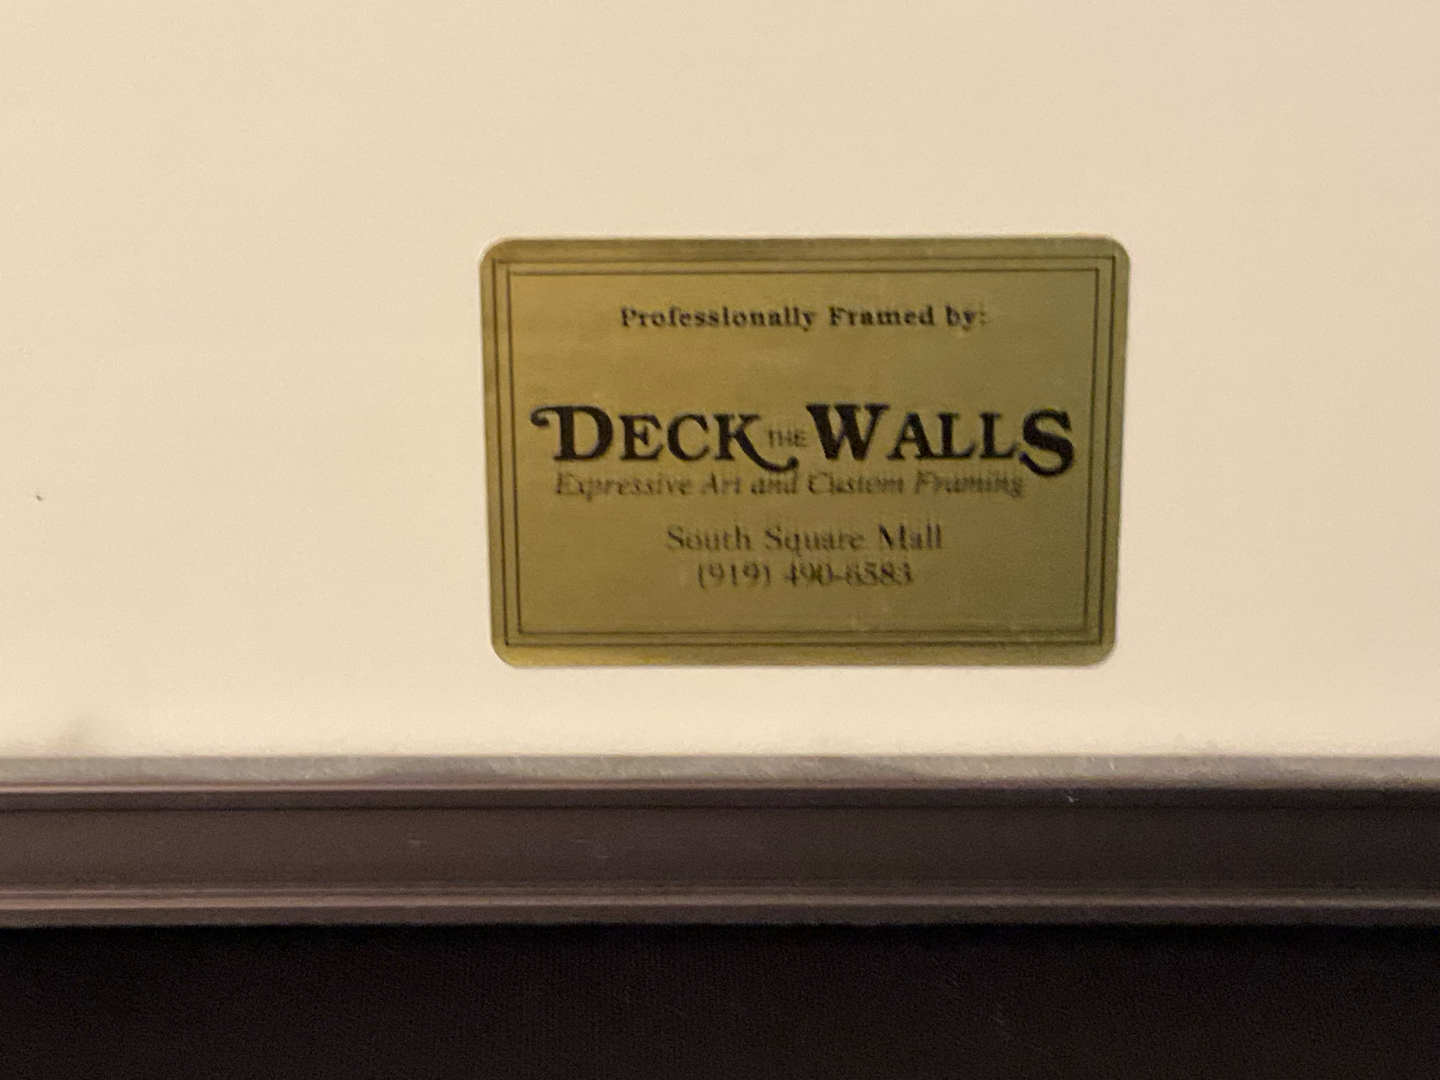 Professionally Framed by:
DECK THE WALLS
Expressive Art and Custom Framing
South Square Mall
(919) 490-6583